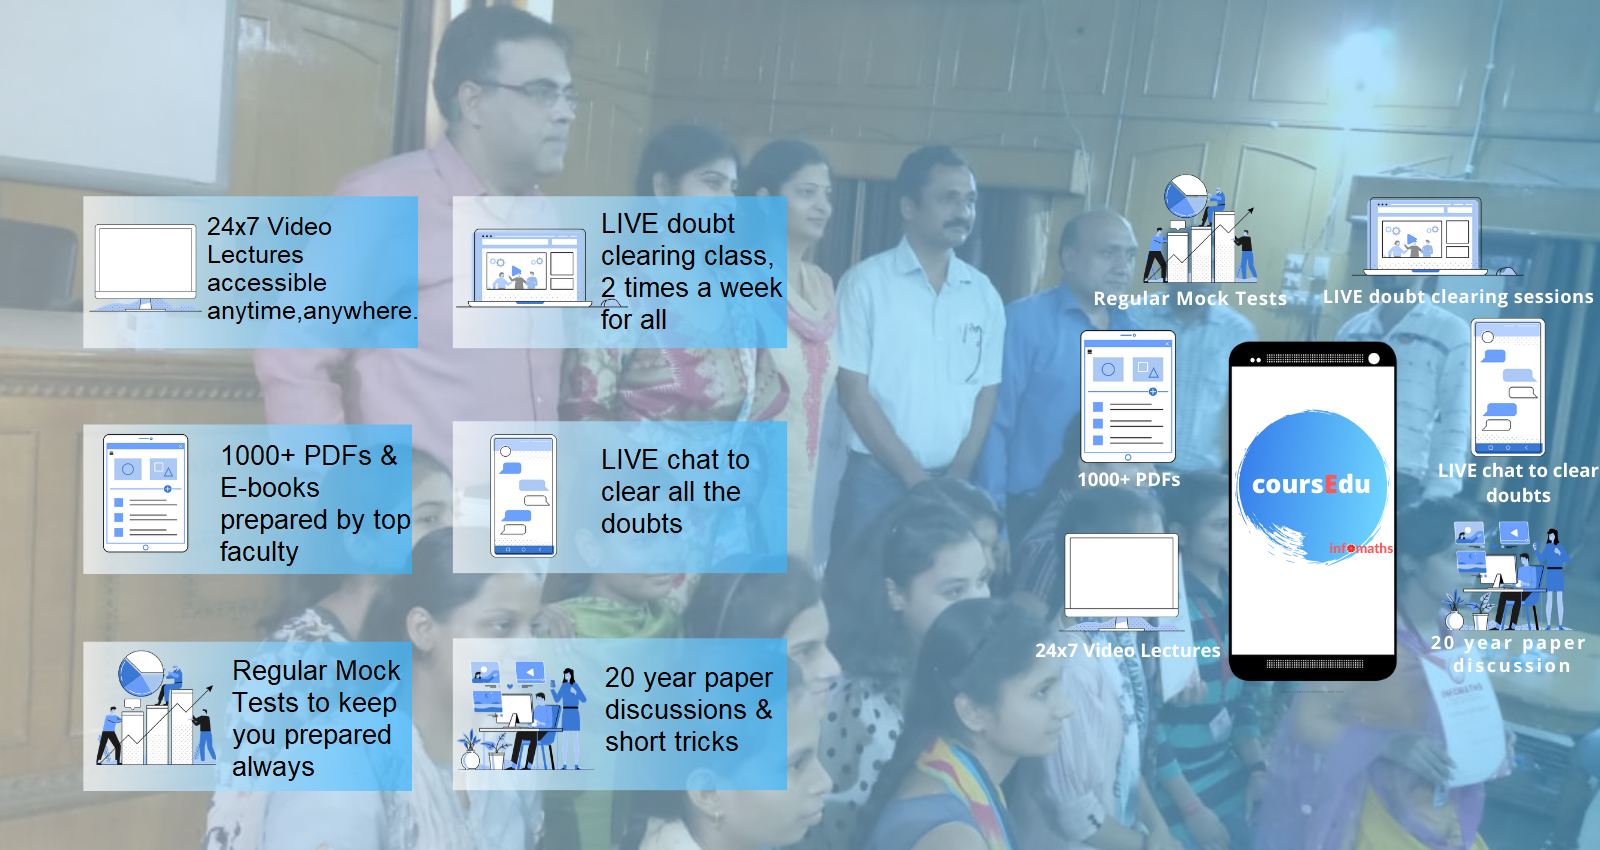 24x7 Video
Lectures
accessible
anytime,anywhere.
LIVE doubt
clearing class,
2 times a week
for all
1000+ PDFs &
E-books
prepared by top
faculty
LIVE chat to
clear all the
doubts
Regular Mock
Tests to keep
you prepared
always
20 year paper
discussions &
short tricks
Regular Mock Tests
LIVE doubt clearing sessions
1000+ PDFs
LIVE chat to clear
doubts
coursEdu
infomaths
24x7 Video Lectures
20 year paper
discussion